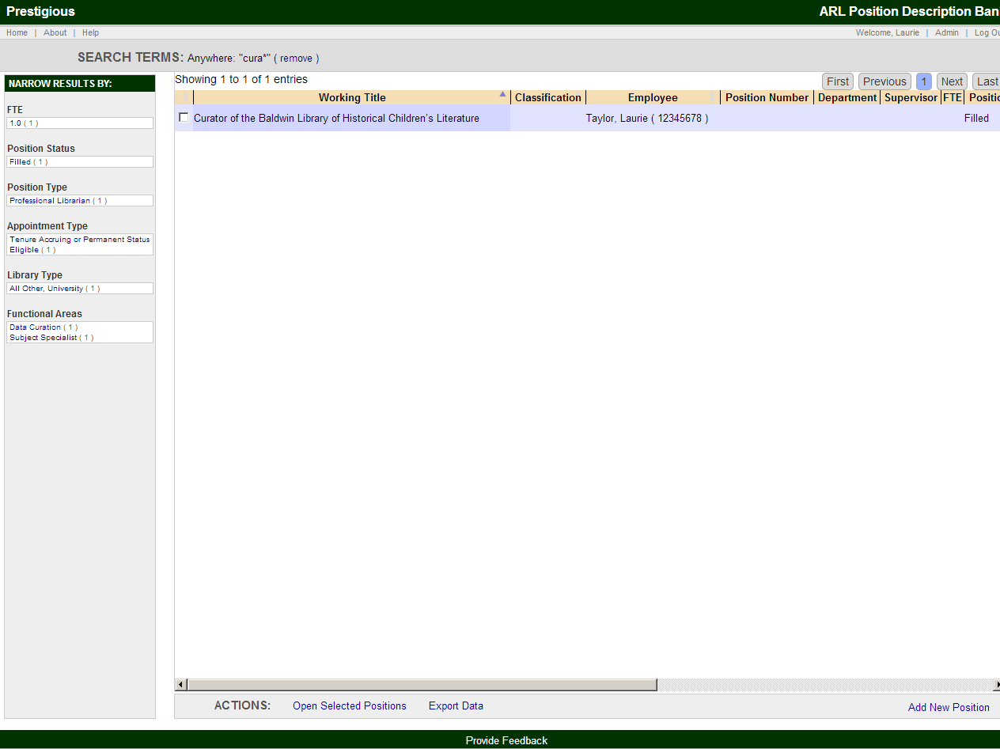 Prestigious
ARL Position Description Ban
Home | About | Help
Welcome, Laurie | Admin | Log Ou
SEARCH TERMS: Anywhere: "cura*" ( remove )
NARROW RESULTS BY:
FTE
1.0 ( 1 )
Position Status
Filled ( 1 )
Position Type
Professional Librarian ( 1 )
Appointment Type
Tenure Accruing or Permanent Status
Eligible ( 1 )
Library Type
All Other, University ( 1 )
Functional Areas
Data Curation ( 1 )
Subject Specialist ( 1 )
Showing 1 to 1 of 1 entries
First Previous 1 Next Last
Working Title Classification Employee Position Number Department Supervisor FTE Positio
Curator of the Baldwin Library of Historical Children's Literature Taylor, Laurie ( 12345678 ) Filled
ACTIONS: Open Selected Positions Export Data Add New Position
Provide Feedback